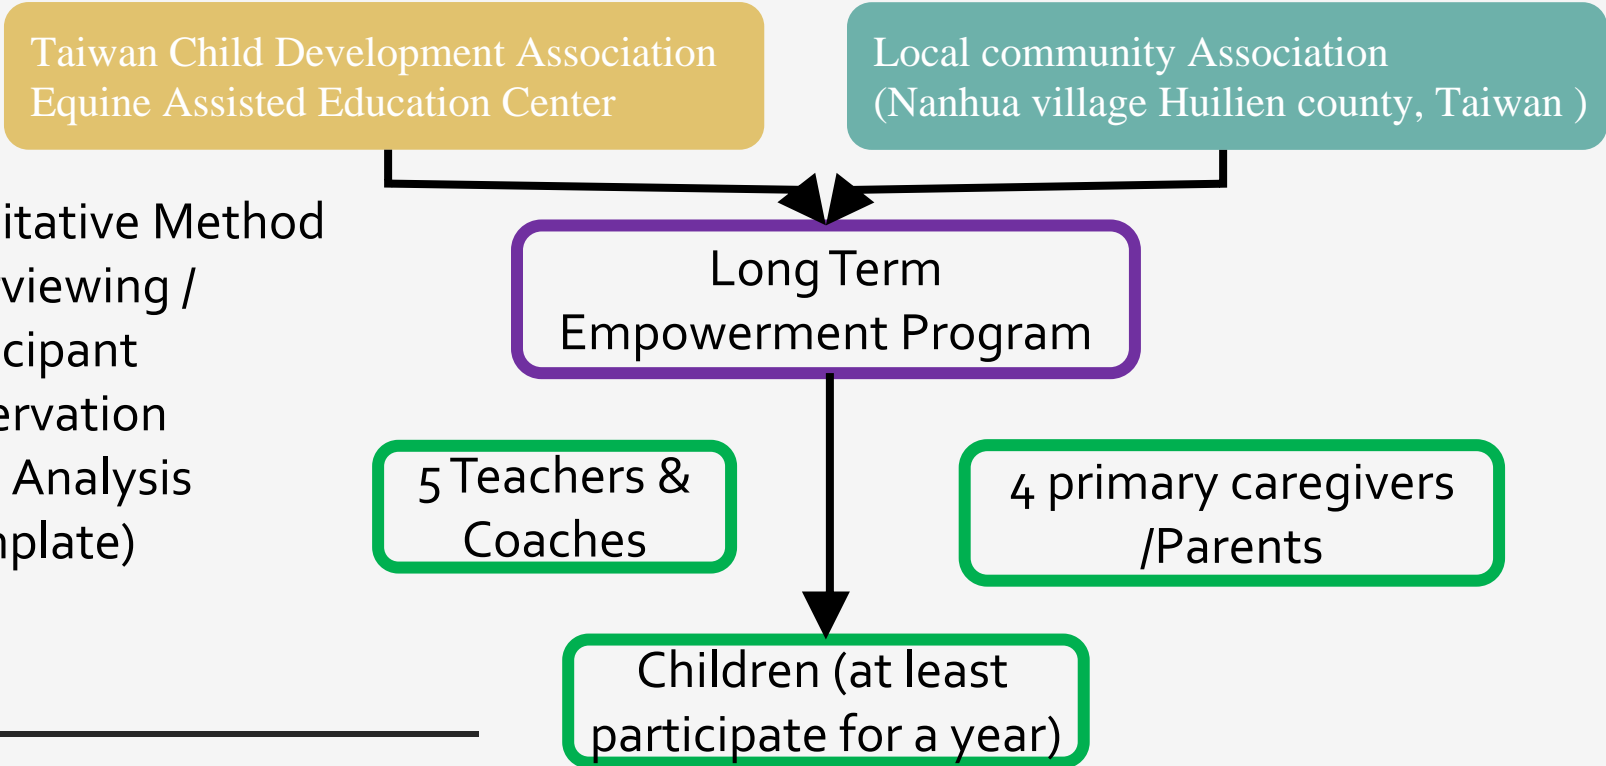 Taiwan Child Development Association
Equine Assisted Education Center
Local community Association
(Nanhua village Huilien county, Taiwan )
itative Method
viewing /
cipant
ervation
Analysis
plate)
Long Term
Empowerment Program
5 Teachers &
Coaches
4 primary caregivers
/Parents
Children (at least
participate for a year)